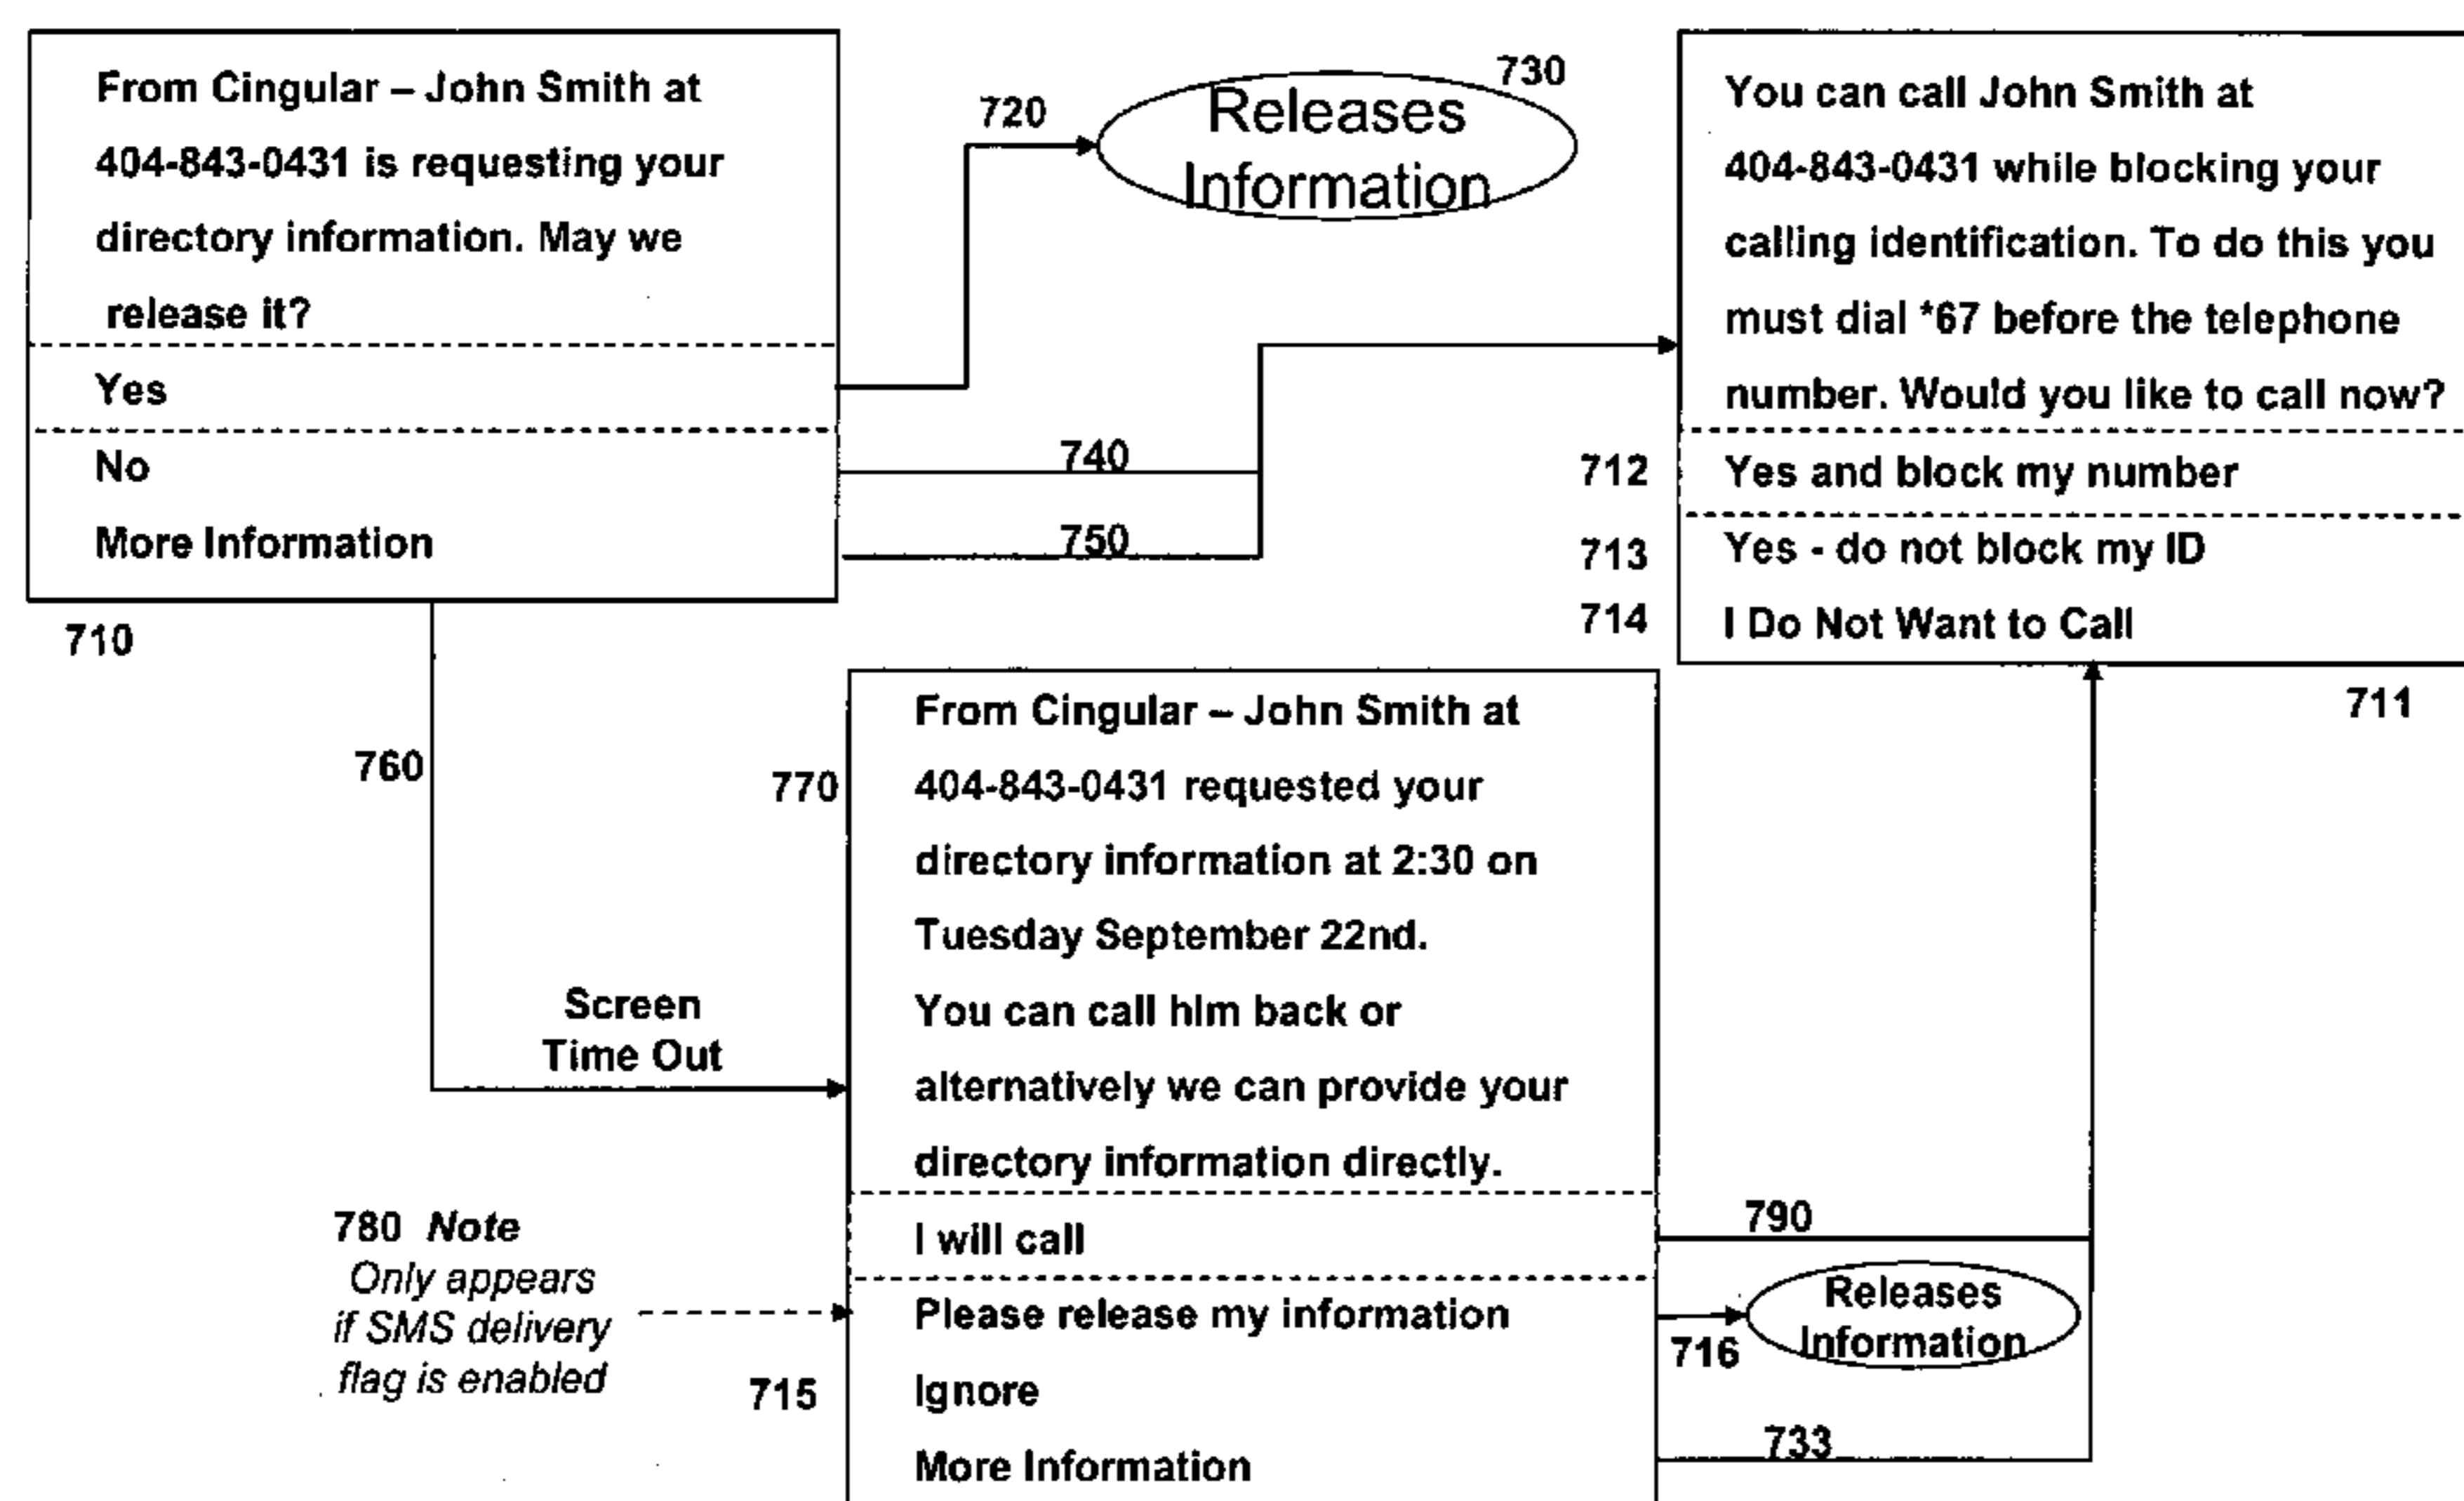 From Cingular – John Smith at
404-843-0431 is requesting your
directory information. May we
release it?
Yes
No
More Information
710
720
730
Releases
Information
740
750
You can call John Smith at
404-843-0431 while blocking your
calling identification. To do this you
must dial *67 before the telephone
number. Would you like to call now?
712 Yes and block my number
713 Yes - do not block my ID
714 I Do Not Want to Call
711
760
Screen
Time Out
770
From Cingular – John Smith at
404-843-0431 requested your
directory information at 2:30 on
Tuesday September 22nd.
You can call him back or
alternatively we can provide your
directory information directly.
I will call
Please release my information
715 Ignore
More Information
780 Note
Only appears
if SMS delivery
flag is enabled
790
Releases
Information
716
733